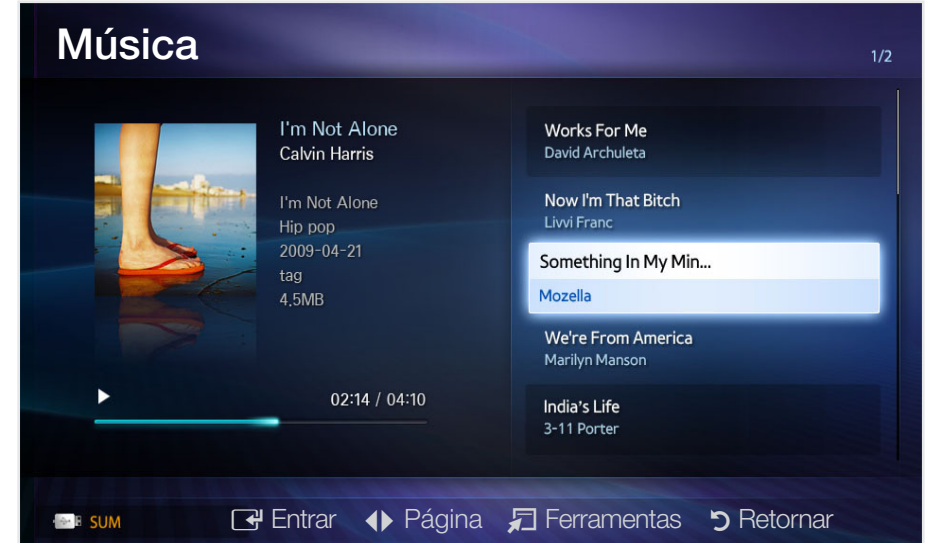 Música
1/2
I'm Not Alone
Calvin Harris
I'm Not Alone
Hip pop
2009-04-21
tag
4,5MB
02:14 / 04:10
Works For Me
David Archuleta
Now I'm That Bitch
Livvi Franc
Something In My Min...
Mozella
We're From America
Marilyn Manson
India's Life
3-11 Porter
SUM
Entrar
Página
Ferramentas
Retornar